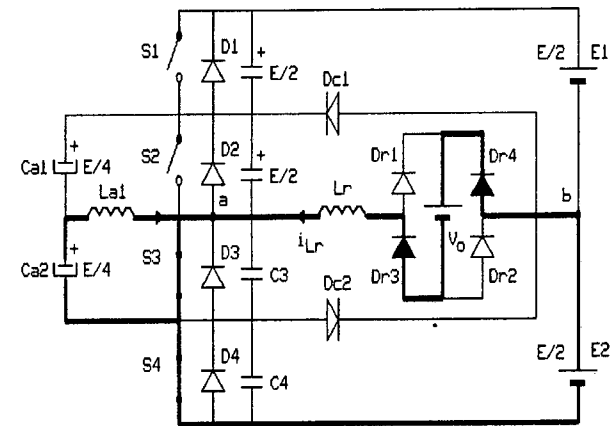 S1
D1
+
E/2
Dc1
E/2
E1
S2
D2
+
E/2
Ca1
+
E/4
La1
a
Lr
Dr1
Dr4
b
iLr
Vo
S3
D3
C3
Ca2
+
E/4
Dc2
Dr3
Dr2
S4
D4
C4
E/2
E2